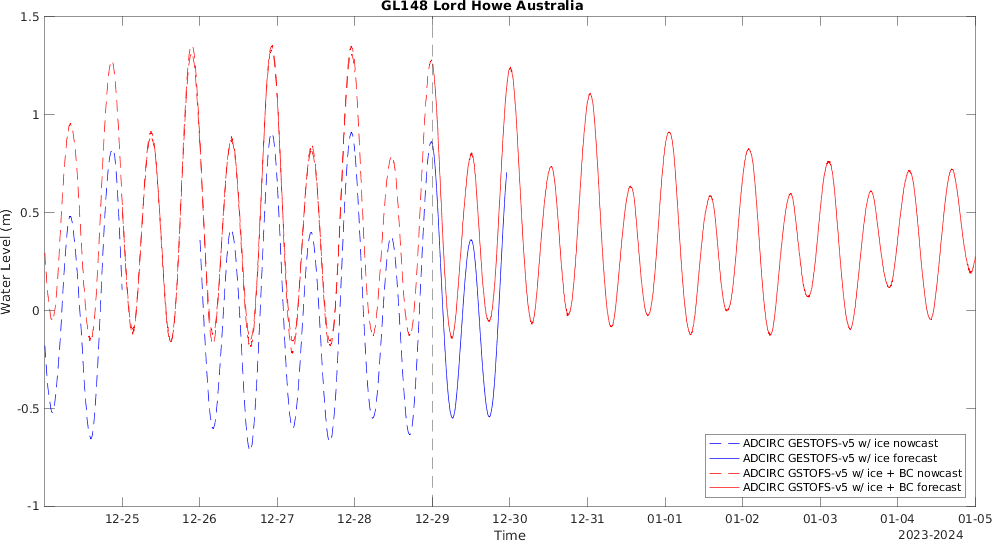 GL148 Lord Howe Australia
1.5
1
0.5
0
-0.5
-1
Water Level (m)
12-25 12-26 12-27 12-28 12-29 12-30 12-31 01-01 01-02 01-03 01-04 01-05
Time
2023-2024
ADCIRC GESTOFS-v5 w/ ice nowcast
ADCIRC GESTOFS-v5 w/ ice forecast
ADCIRC GSTOFS-v5 w/ ice + BC nowcast
ADCIRC GSTOFS-v5 w/ ice + BC forecast